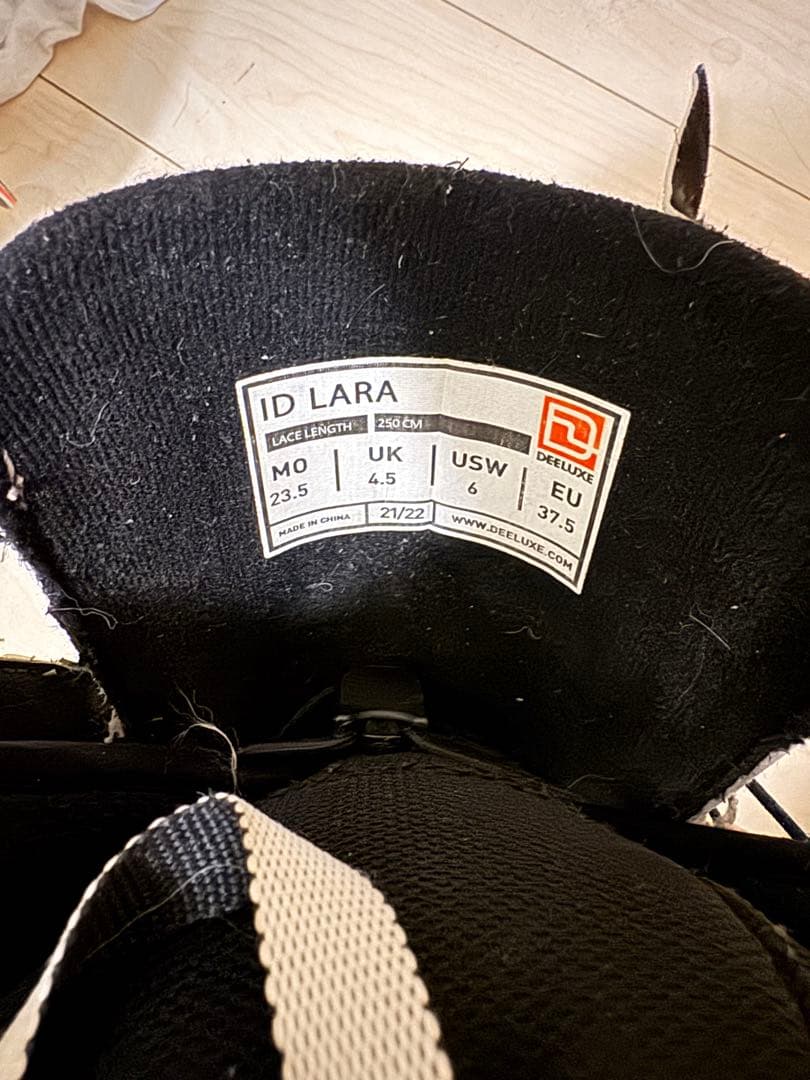 ID LARA
LACE LENGTH 250 CM
DEELUXE
MO UK USW EU
23.5 4.5 6 37.5
MADE IN CHINA 21/22 WWW.DEELUXE.COM